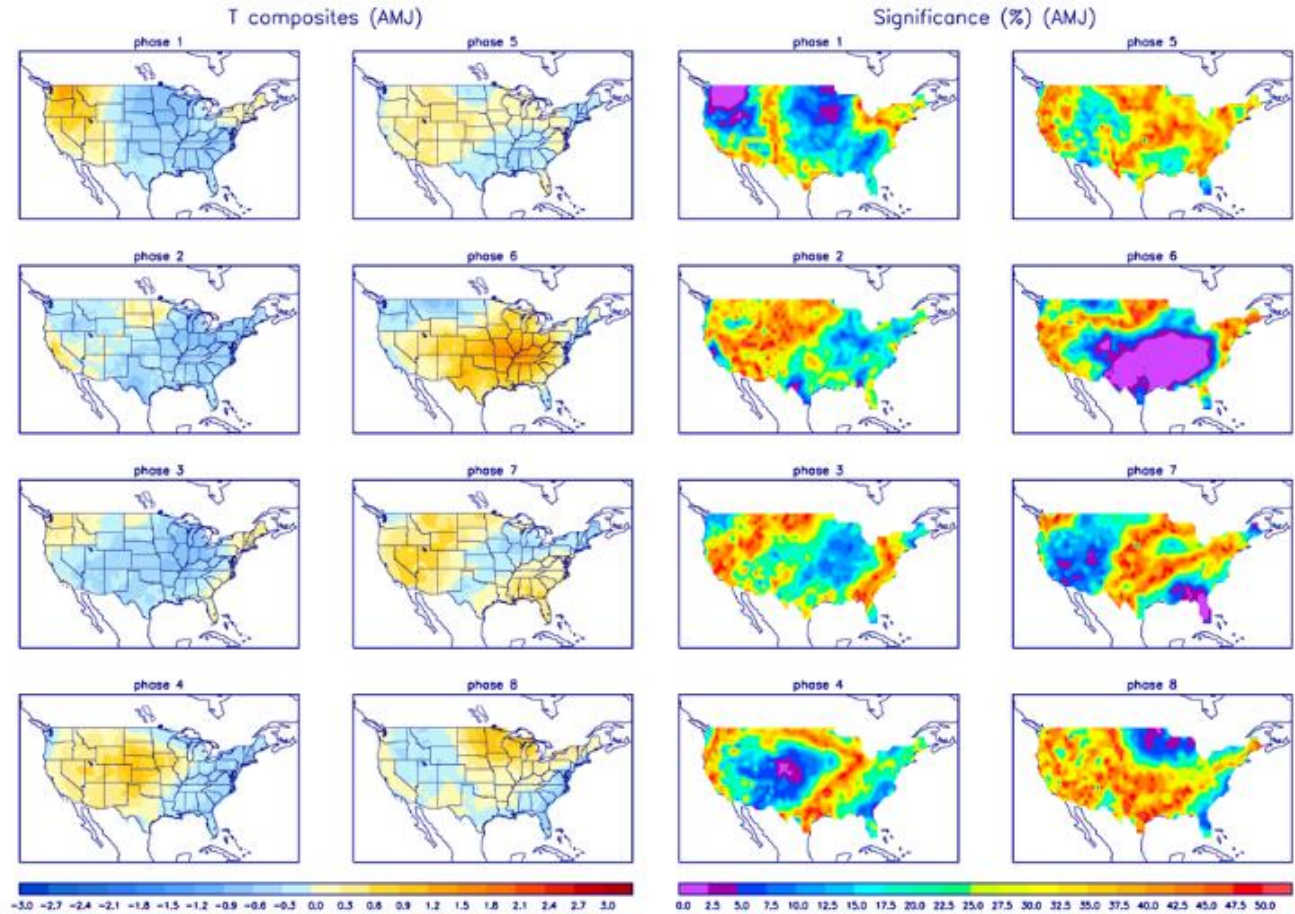 T composites (AMJ)
Significance (%) (AMJ)
phase 1
phase 5
phase 1
phase 5
phase 2
phase 6
phase 2
phase 6
phase 3
phase 7
phase 3
phase 7
phase 4
phase 8
phase 4
phase 8
-3.0 -2.7 -2.4 -2.1 -1.8 -1.5 -1.2 -0.9 -0.6 -0.3 0.0 0.3 0.6 0.9 1.2 1.5 1.8 2.1 2.4 2.7 3.0
0.0 2.5 5.0 7.5 10.0 12.5 15.0 17.5 20.0 22.5 25.0 27.5 30.0 32.5 35.0 37.5 40.0 42.5 45.0 47.5 50.0